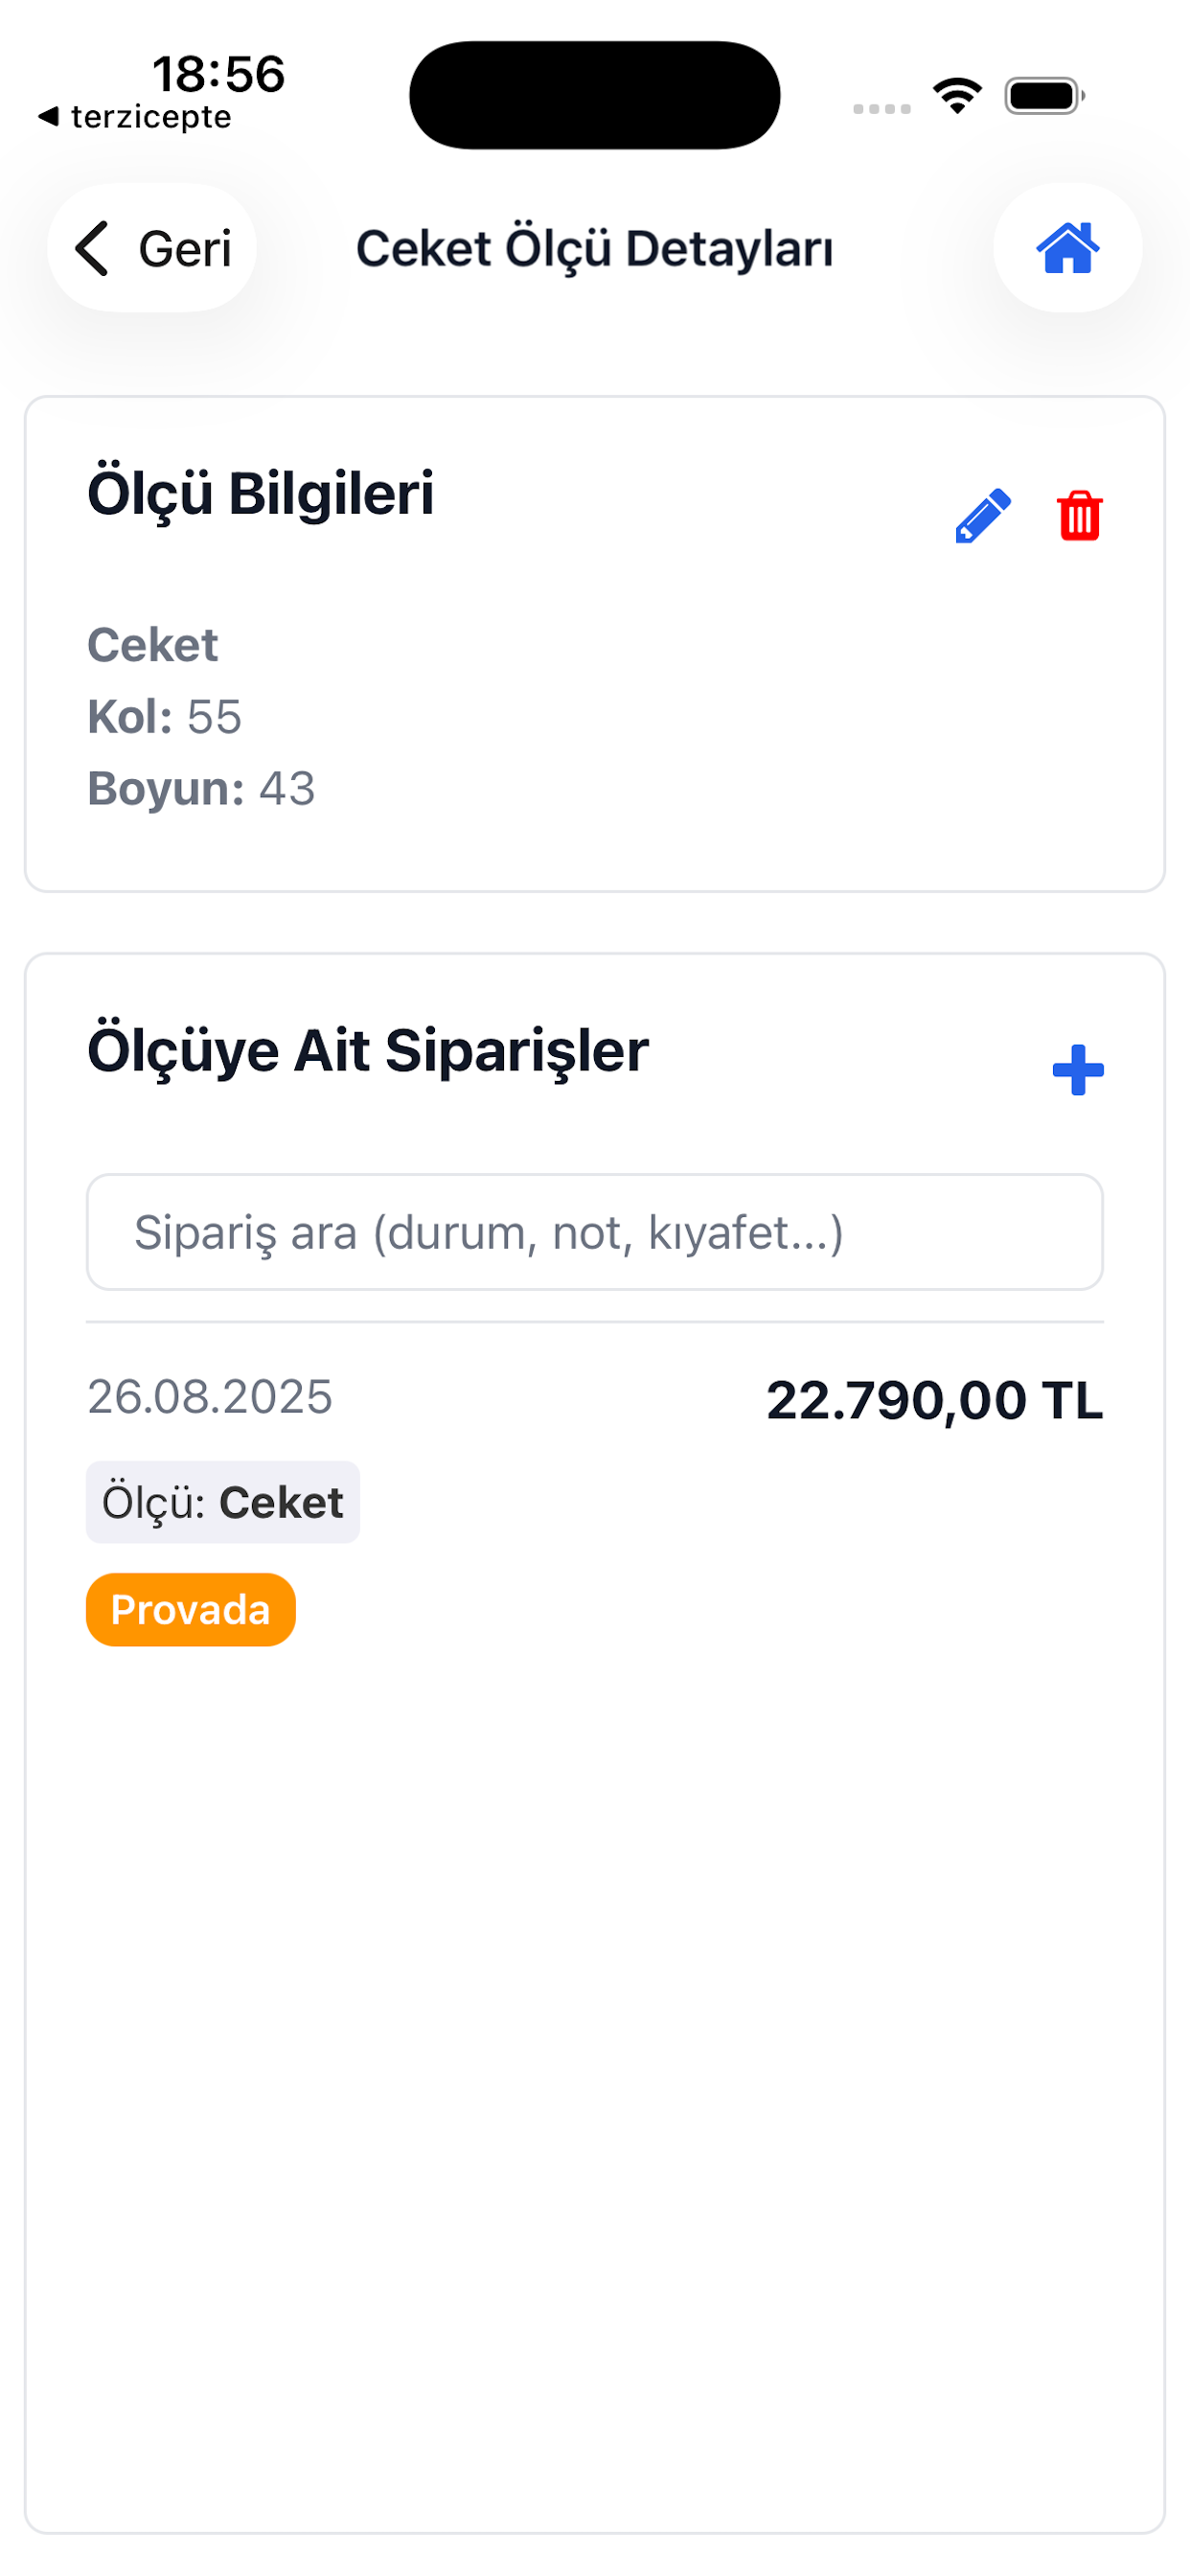 18:56
◀ terzicepte
Geri
Ceket Ölçü Detayları
Ölçü Bilgileri
Ceket
Kol: 55
Boyun: 43
Ölçüye Ait Siparişler
Sipariş ara (durum, not, kıyafet...)
26.08.2025
22.790,00 TL
Ölçü: Ceket
Provada